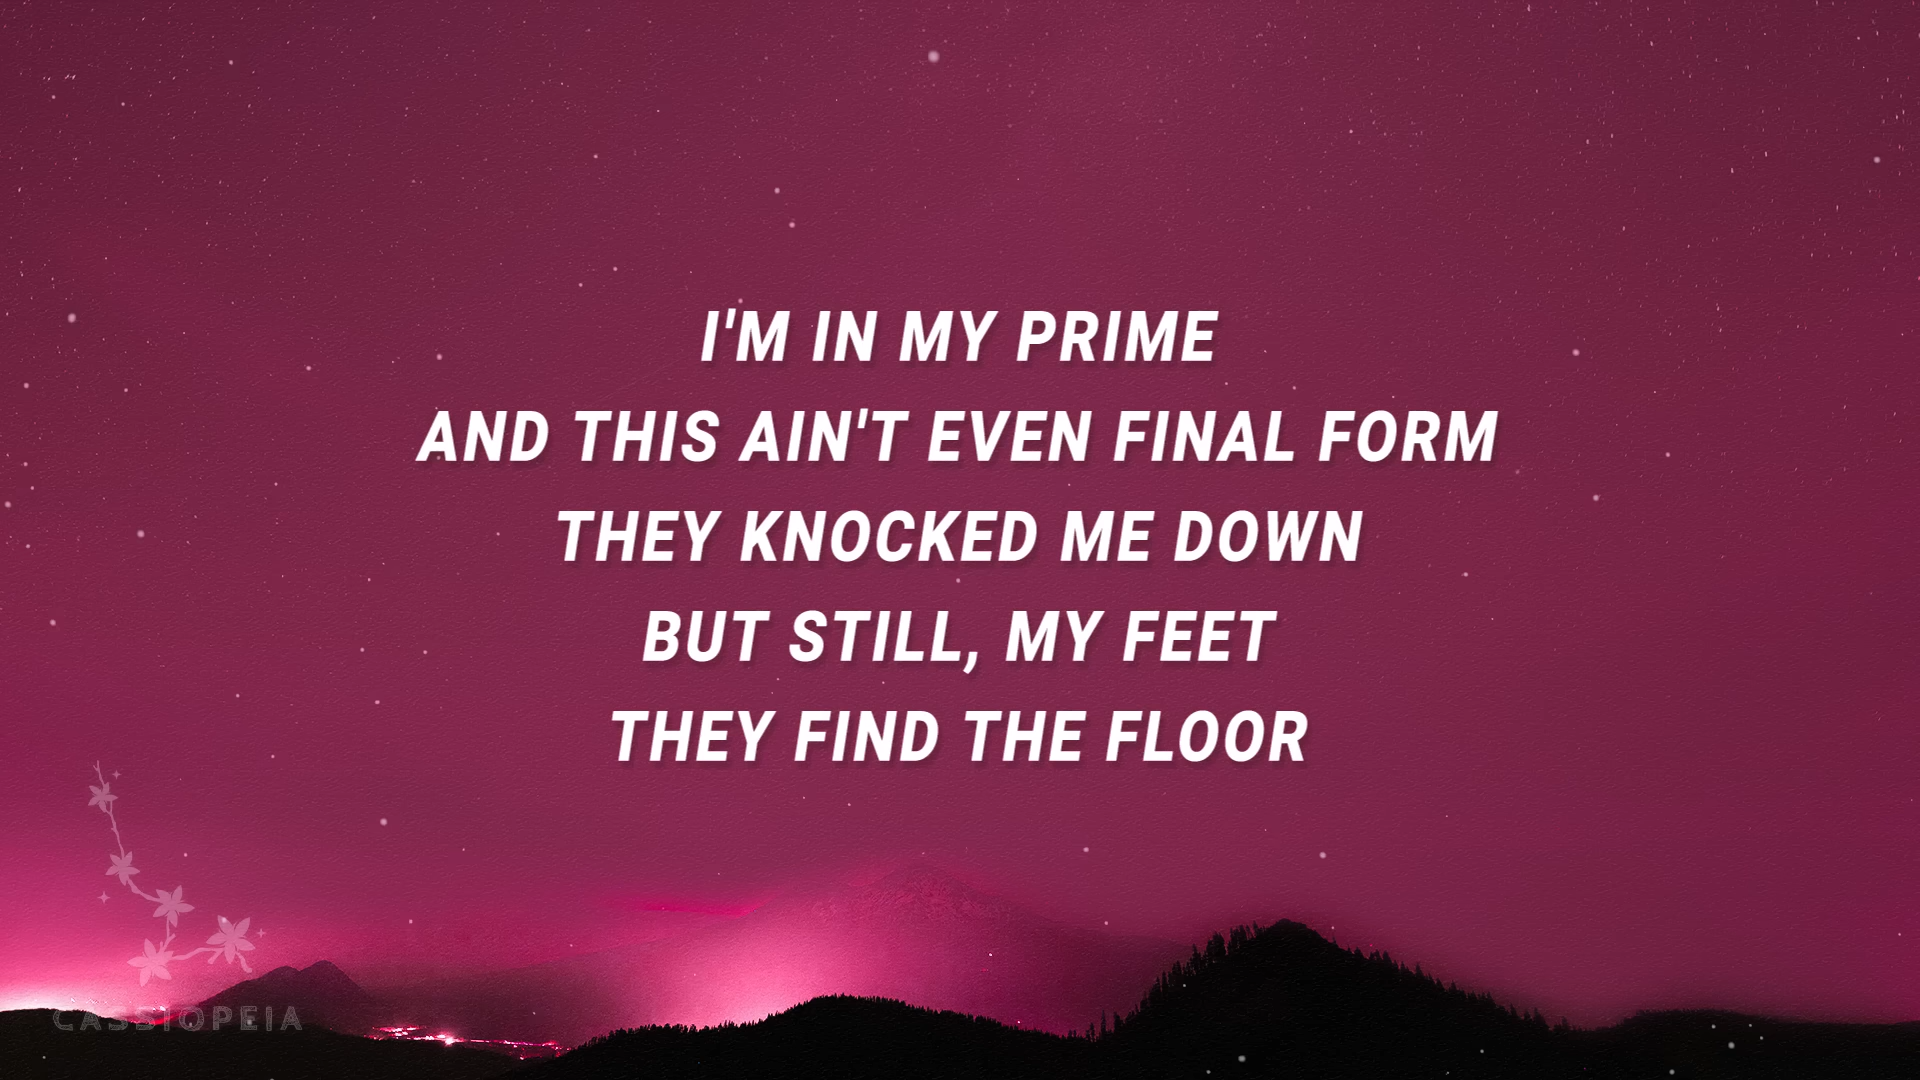 I'M IN MY PRIME
AND THIS AIN'T EVEN FINAL FORM
THEY KNOCKED ME DOWN
BUT STILL, MY FEET
THEY FIND THE FLOOR
CASSIOPEIA